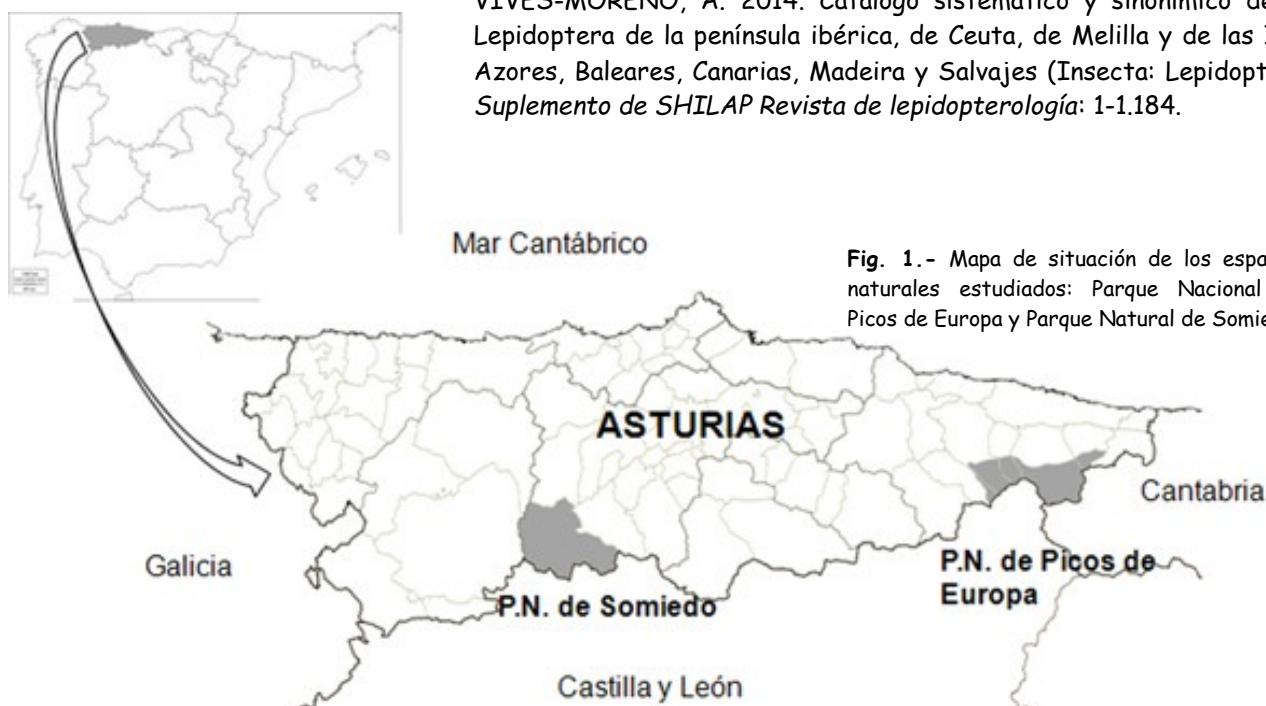 VIVES-MORENO, A. 2014. Catálogo sistemático y sinonímico de
Lepidoptera de la península ibérica, de Ceuta, de Melilla y de las
Azores, Baleares, Canarias, Madeira y Salvajes (Insecta:
Suplemento de SHILAP Revista de lepidopterología: 1-1.184.
Mar Cantábrico
Fig. 1.- Mapa de situación de los
naturales estudiados: Parque Nacional
Picos de Europa y Parque Natural de
ASTURIAS
Cantabria
Galicia
P.N. de Picos de
Europa
P.N. de Somiedo
Castilla y León